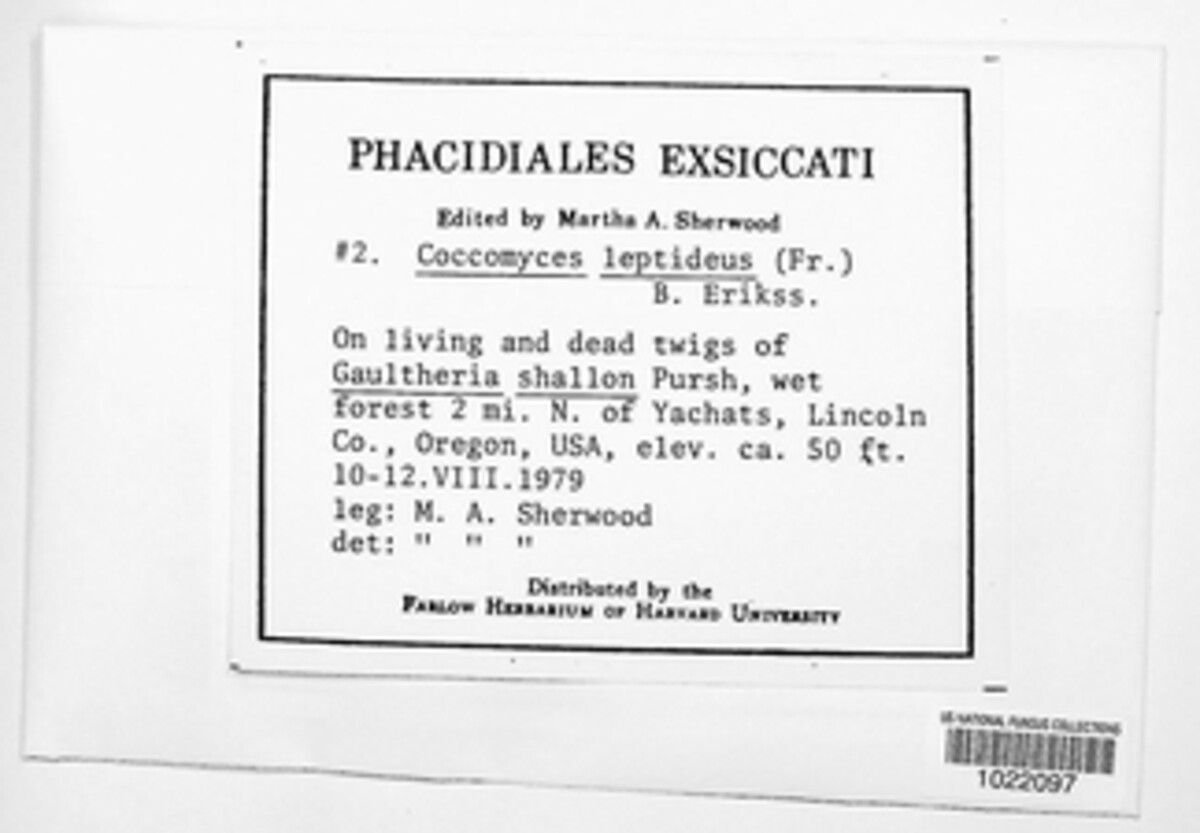 PHACIDIALES EXSICCATI
Edited by Martha A. Sherwood
#2. Coccomyces leptideus (Fr.)
B. Erikss.
On living and dead twigs of
Gaultheria shallon Pursh, wet
forest 2 mi. N. of Yachats, Lincoln
Co., Oregon, USA, elev. ca. 50 ft.
10-12.VIII.1979
leg: M. A. Sherwood
det: " " "
Distributed by the
FARLOW HERBARIUM OF HARVARD UNIVERSITY
US NATIONAL FUNGUS COLLECTIONS
1022097